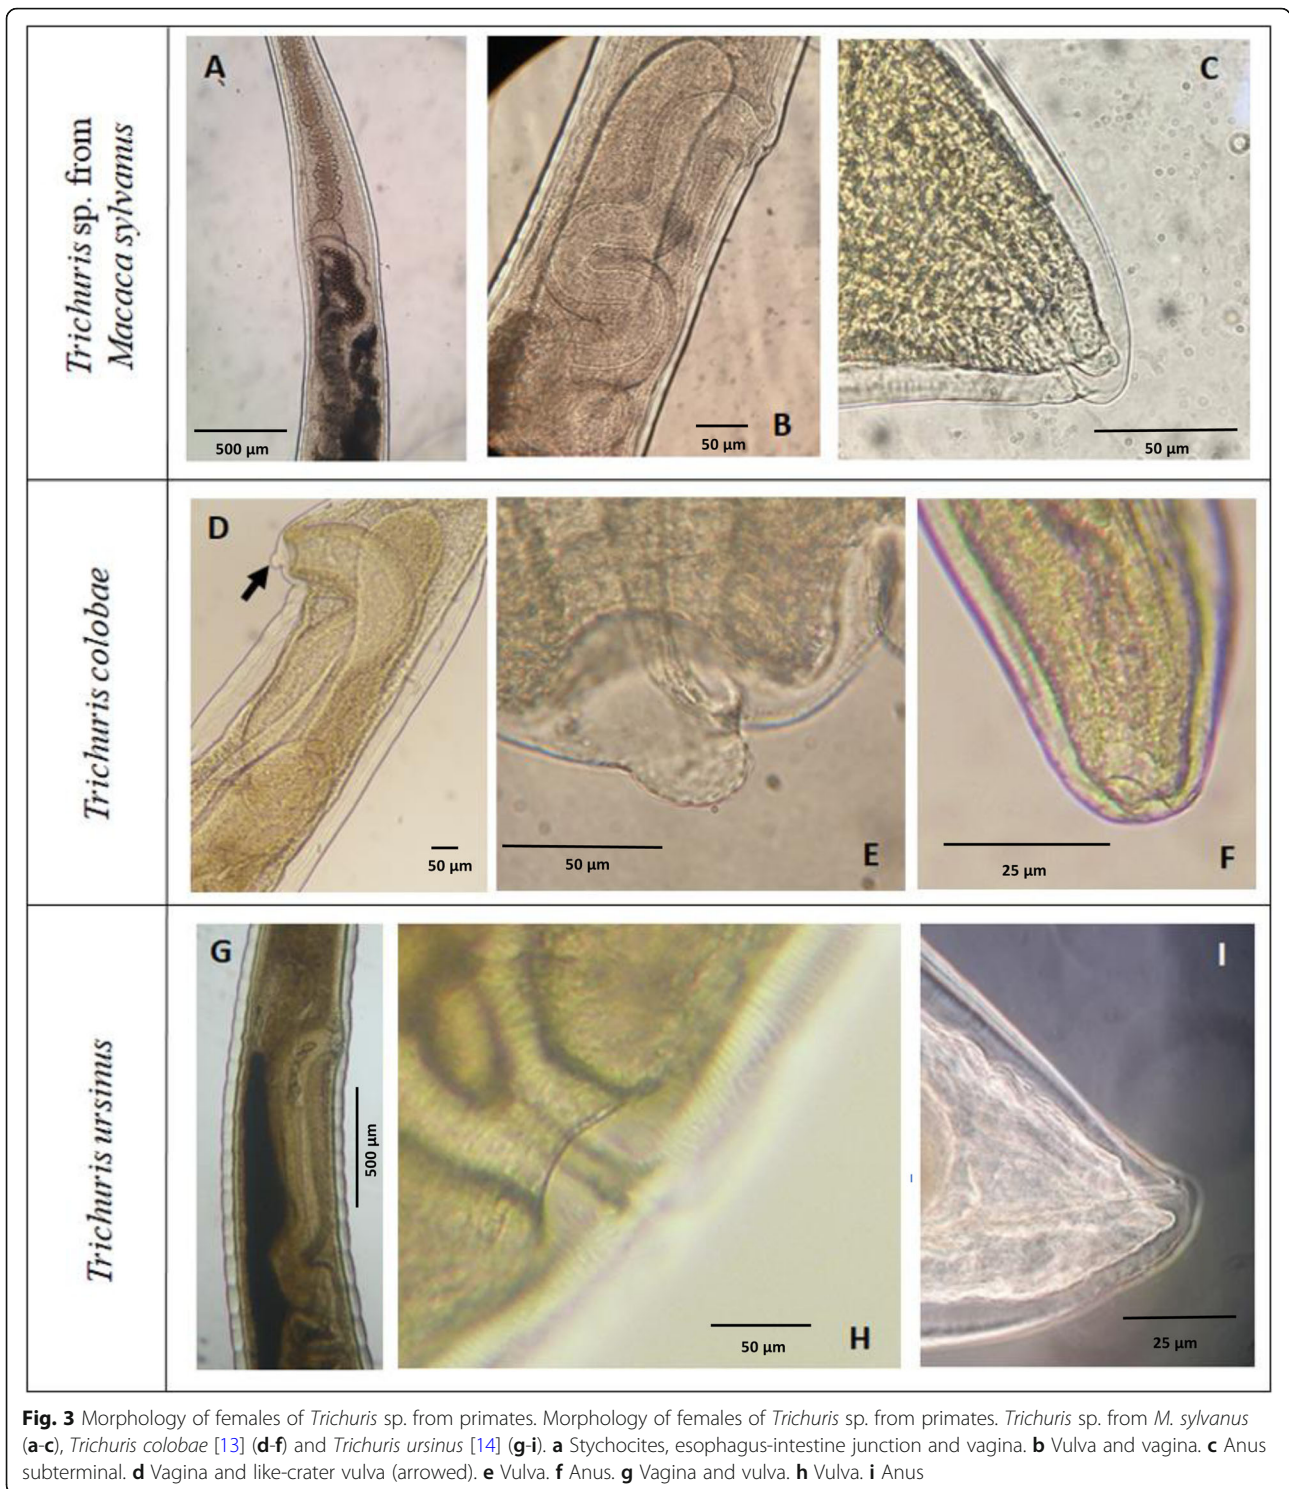 Trichuris sp. from
Macaca sylvanus
A
500 µm
B
50 µm
C
50 µm
Trichuris colobae
D
50 µm
E
50 µm
F
25 µm
Trichuris ursinus
G
500 µm
H
50 µm
I
25 µm
Fig. 3 Morphology of females of Trichuris sp. from primates. Morphology of females of Trichuris sp. from primates. Trichuris sp. from M. sylvanus
(a-c), Trichuris colobae [13] (d-f) and Trichuris ursinus [14] (g-i). a Stychocites, esophagus-intestine junction and vagina. b Vulva and vagina. c Anus
subterminal. d Vagina and like-crater vulva (arrowed). e Vulva. f Anus. g Vagina and vulva. h Vulva. i Anus